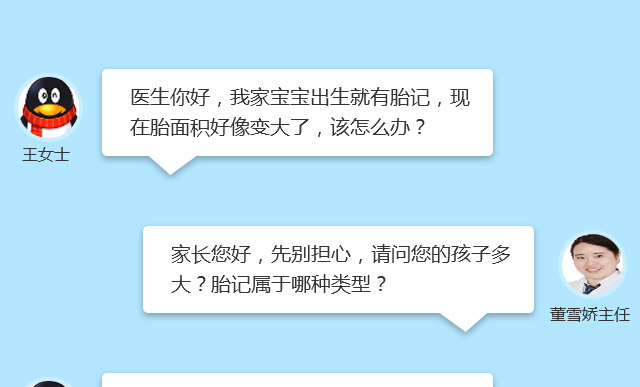 医生你好，我家宝宝出生就有胎记，现
在胎面积好像变大了，该怎么办？
王女士
家长您好，先别担心，请问您的孩子多
大？胎记属于哪种类型？
董雪娇主任